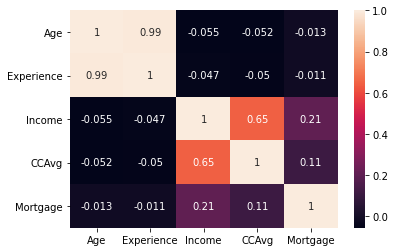 Age 1 0.99 -0.055 -0.052 -0.013
Experience 0.99 1 -0.047 -0.05 -0.011
Income -0.055 -0.047 1 0.65 0.21
CCAvg -0.052 -0.05 0.65 1 0.11
Mortgage -0.013 -0.011 0.21 0.11 1
Age Experience Income CCAvg Mortgage
1.0
0.8
0.6
0.4
0.2
0.0